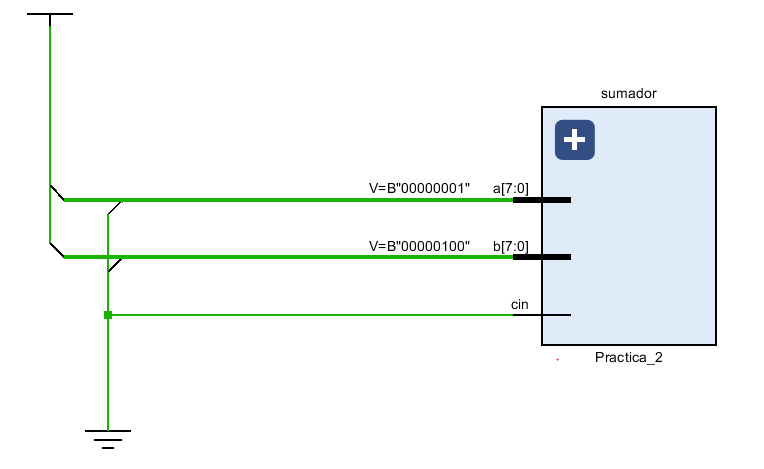 sumador
V=B"00000001" a[7:0]
V=B"00000100" b[7:0]
cin
Practica_2